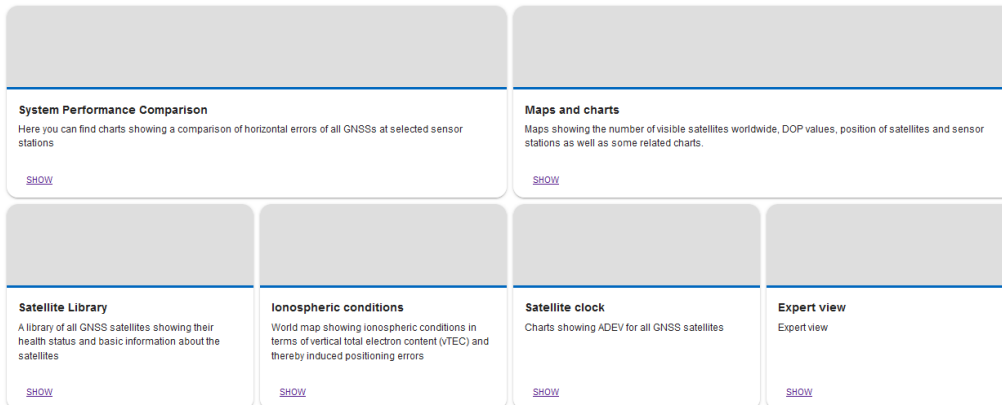 System Performance Comparison
Here you can find charts showing a comparison of horizontal errors of all GNSSs at selected sensor
stations
SHOW
Maps and charts
Maps showing the number of visible satellites worldwide, DOP values, position of satellites and sensor
stations as well as some related charts.
SHOW
Satellite Library
A library of all GNSS satellites showing their
health status and basic information about the
satellites
SHOW
Ionospheric conditions
World map showing ionospheric conditions in
terms of vertical total electron content (vTEC) and
thereby induced positioning errors
SHOW
Satellite clock
Charts showing ADEV for all GNSS satellites
SHOW
Expert view
Expert view
SHOW